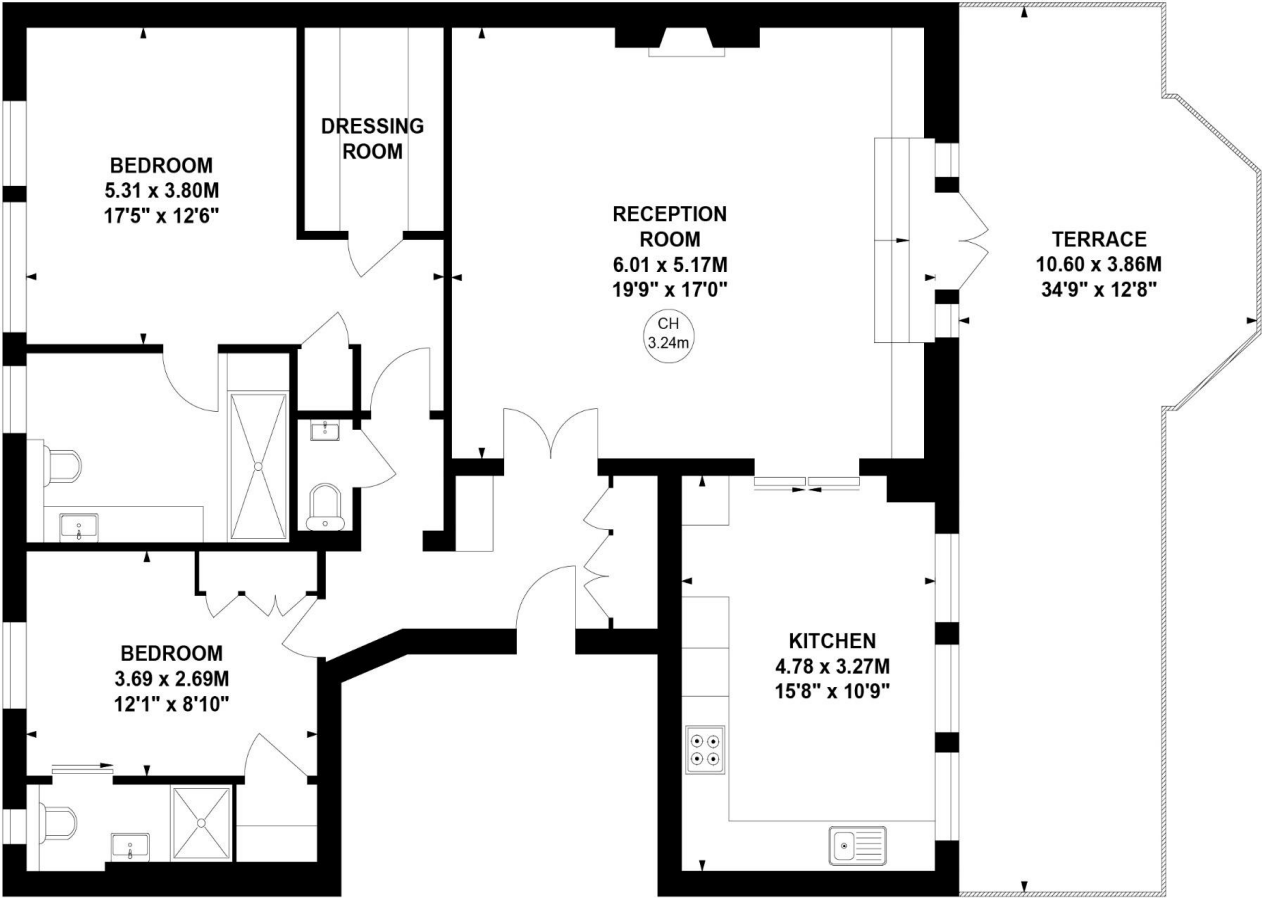 BEDROOM
5.31 x 3.80M
17'5" x 12'6"
DRESSING
ROOM
RECEPTION
ROOM
6.01 x 5.17M
19'9" x 17'0"
CH
3.24m
TERRACE
10.60 x 3.86M
34'9" x 12'8"
BEDROOM
3.69 x 2.69M
12'1" x 8'10"
KITCHEN
4.78 x 3.27M
15'8" x 10'9"